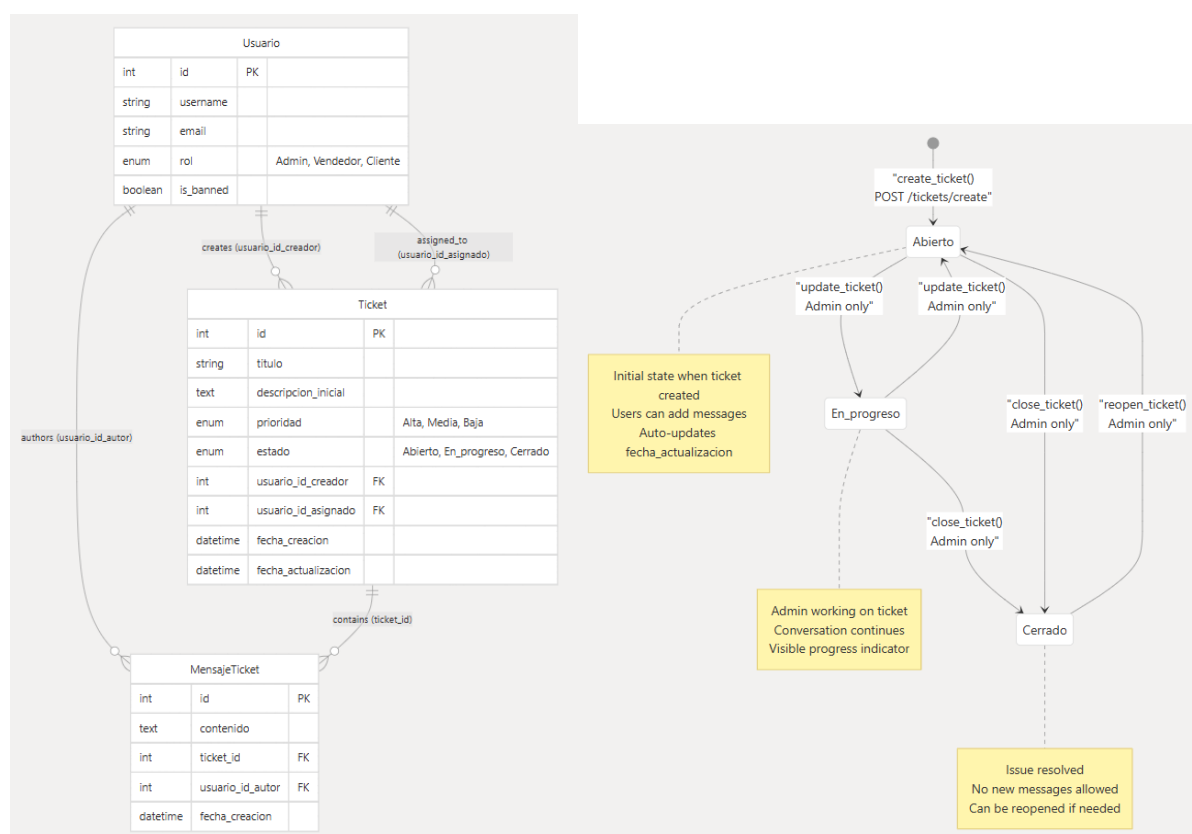 Usuario
int id PK
string username
string email
enum rol Admin, Vendedor, Cliente
boolean is_banned
creates (usuario_id_creador)
assigned_to
(usuario_id_asignado)
authors (usuario_id_autor)
Ticket
int id PK
string titulo
text descripcion_inicial
enum prioridad Alta, Media, Baja
enum estado Abierto, En_progreso, Cerrado
int usuario_id_creador FK
int usuario_id_asignado FK
datetime fecha_creacion
datetime fecha_actualizacion
contains (ticket_id)
MensajeTicket
int id PK
text contenido
int ticket_id FK
int usuario_id_autor FK
datetime fecha_creacion
"create_ticket()
POST /tickets/create"
Abierto
"update_ticket()
Admin only"
"update_ticket()
Admin only"
Initial state when ticket
created
Users can add messages
Auto-updates
fecha_actualizacion
En_progreso
"close_ticket()
Admin only"
"reopen_ticket()
Admin only"
"close_ticket()
Admin only"
Admin working on ticket
Conversation continues
Visible progress indicator
Cerrado
Issue resolved
No new messages allowed
Can be reopened if needed